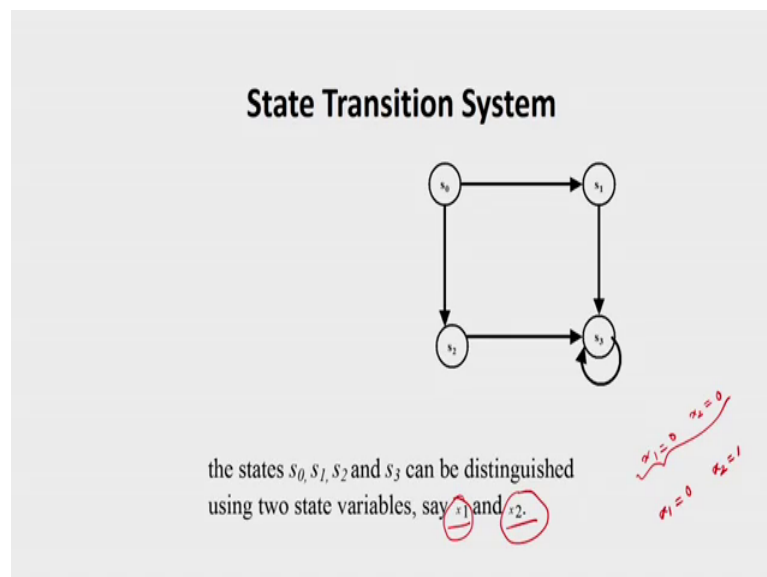 State Transition System
s₀
s₁
s₂
s₃
the states s₀, s₁, s₂ and s₃ can be distinguished
using two state variables, say x1 and x2.
x₁=0 x₂=0
x₁=0 x₂=1